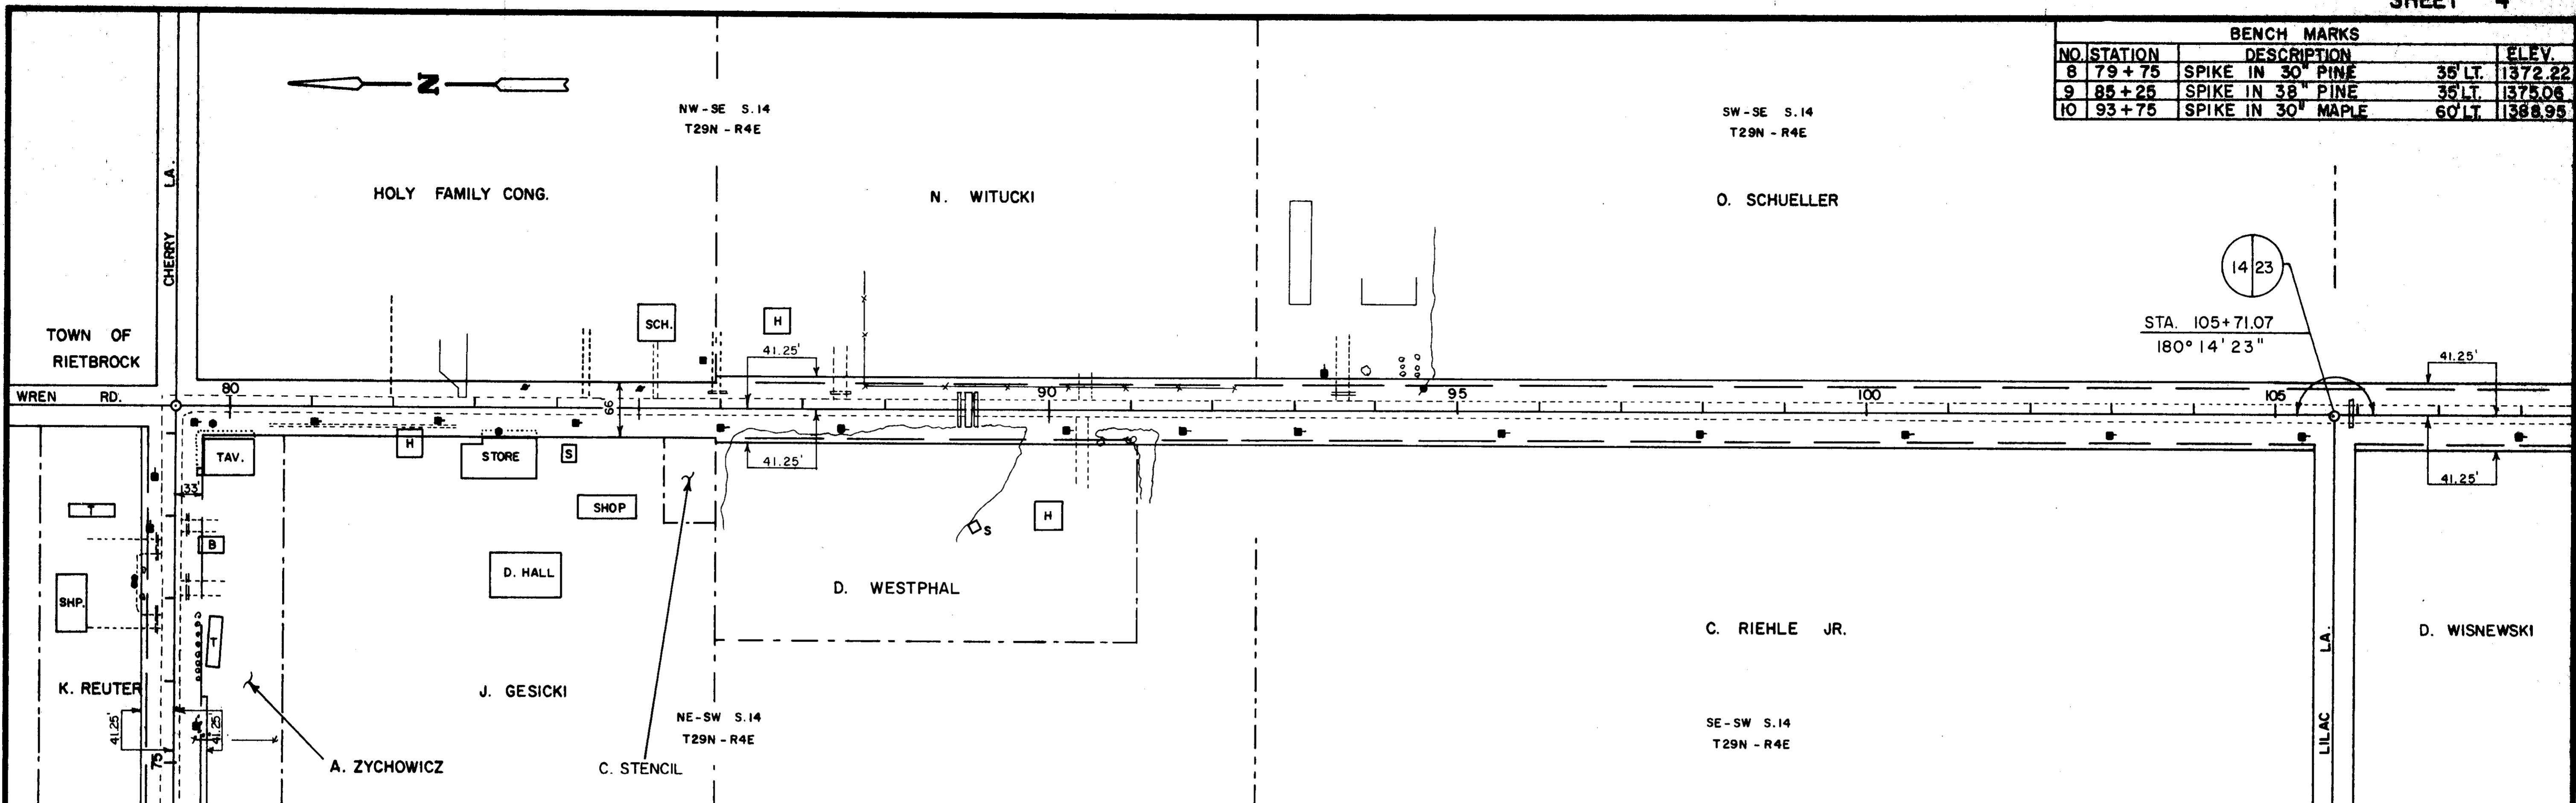 SHEET 4
BENCH MARKS
NO. STATION DESCRIPTION ELEV.
8 79+75 SPIKE IN 30" PINE 35' LT. 1372.22
9 85+25 SPIKE IN 38" PINE 35' LT. 1375.06
10 93+75 SPIKE IN 30" MAPLE 60' LT. 1388.95
N
NW-SE S.14
T29N-R4E
SW-SE S.14
T29N-R4E
CHERRY LA.
HOLY FAMILY CONG.
N. WITUCKI
O. SCHUELLER
14 23
STA. 105+71.07
180° 14' 23"
TOWN OF
RIETBROCK
SCH.
H
41.25'
41.25'
WREN RD.
80
66
90
95
100
105
TAV.
H
STORE
S
41.25'
41.25'
33'
T
SHOP
H
S
B
D. HALL
SHP.
D. WESTPHAL
T
C. RIEHLE JR.
D. WISNEWSKI
K. REUTER
J. GESICKI
41.25'
41.25'
75
NE-SW S.14
T29N-R4E
SE-SW S.14
T29N-R4E
LILAC LA.
A. ZYCHOWICZ
C. STENCIL